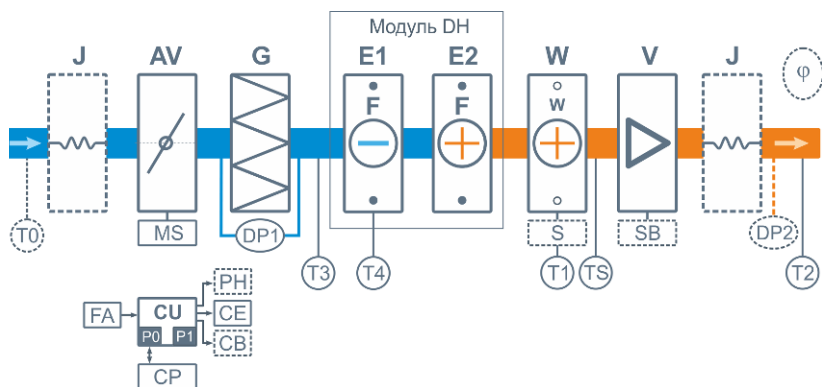 Модуль DH
J AV G E1 E2 W V J φ
F F w
T0 MS DP1 S SB DP2
T3 T4 T1 TS T2
PH
FA CU CE
P0 P1
CB
CP